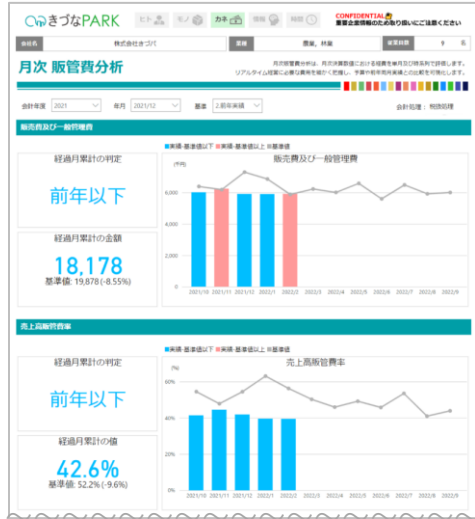 きづなPARK ヒト モノ カネ 情報 時間 CONFIDENTIAL
重要企業情報のため取り扱いにご注意ください
会社名 株式会社きづけ 業種 農業, 林業 従業員数 9 名
月次 販管費分析
月次販管費分析は、月次決算数値における経費を単月及び時系列で評価します。
リアルタイム経営に必要な費用を細かく把握し、予算や前年同月実績との比較を可視化します。
会計年度 2021 年月 2021/12 基準 2.前年実績 会計処理: 税抜処理
販売費及び一般管理費
経過月累計の判定
前年以下
経過月累計の金額
18,178
基準値: 19,878 (-8.55%)
■実績-基準値以下 ■実績-基準値以上 ■基準値
販売費及び一般管理費
(千円)
6,000
4,000
2,000
0
2021/10 2021/11 2021/12 2022/1 2022/2 2022/3 2022/4 2022/5 2022/6 2022/7 2022/8 2022/9
売上高販管費率
経過月累計の判定
前年以下
経過月累計の値
42.6%
基準値: 52.2% (-9.6%)
■実績-基準値以下 ■実績-基準値以上 ■基準値
売上高販管費率
(%)
60%
40%
20%
0%
2021/10 2021/11 2021/12 2022/1 2022/2 2022/3 2022/4 2022/5 2022/6 2022/7 2022/8 2022/9